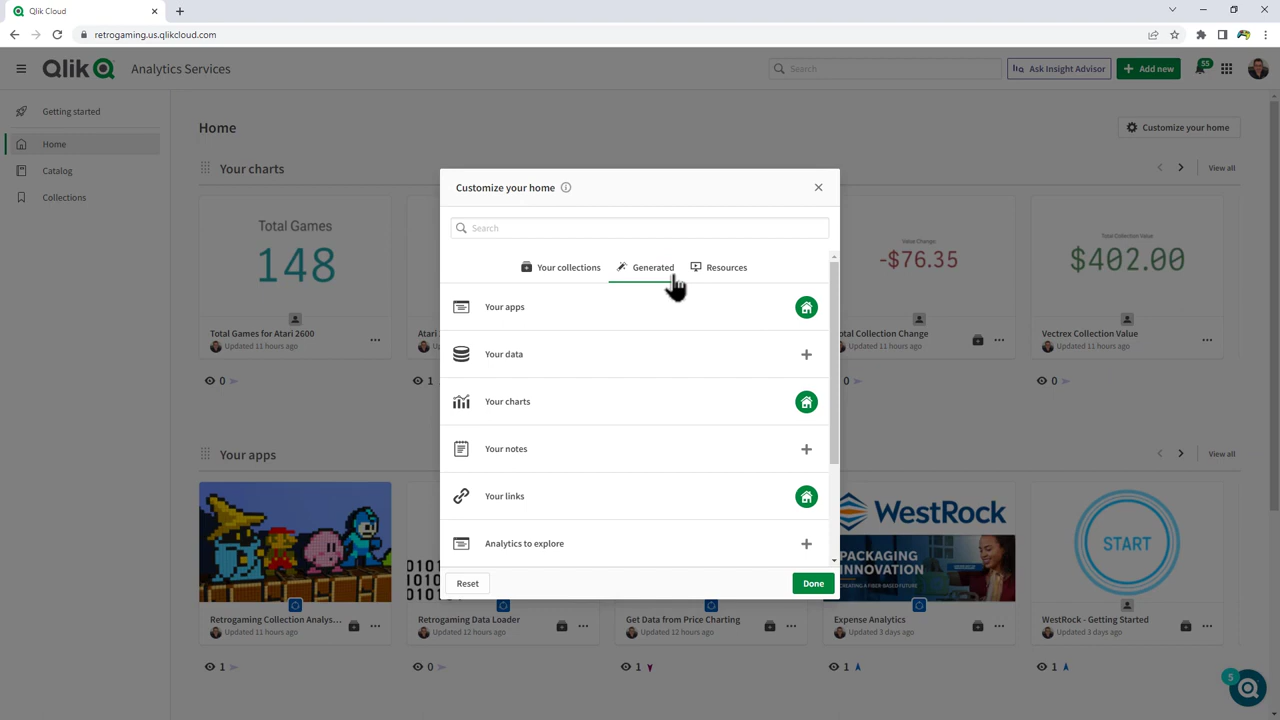 Qlik Cloud
retrogaming.us.qlikcloud.com
Qlik
Analytics Services
Search
Ask Insight Advisor
Add new
55
Getting started
Home
Catalog
Collections
Home
Customize your home
Your charts
View all
Total Games
148
Total Games for Atari 2600
Updated 11 hours ago
0
Atari
1
Value Change
-$76.35
Total Collection Change
Updated 11 hours ago
0
Total Collection Value
$402.00
Vectrex Collection Value
Updated 11 hours ago
0
Customize your home
Search
Your collections
Generated
Resources
Your apps
Your data
Your charts
Your notes
Your links
Analytics to explore
Reset
Done
Your apps
View all
Retrogaming Collection Analys...
Updated 11 hours ago
1
Retrogaming Data Loader
Updated 12 hours ago
0
Get Data from Price Charting
Updated 12 hours ago
1
WestRock
PACKAGING
INNOVATION
Expense Analytics
Updated 3 days ago
1
START
WestRock - Getting Started
Updated 3 days ago
1
5